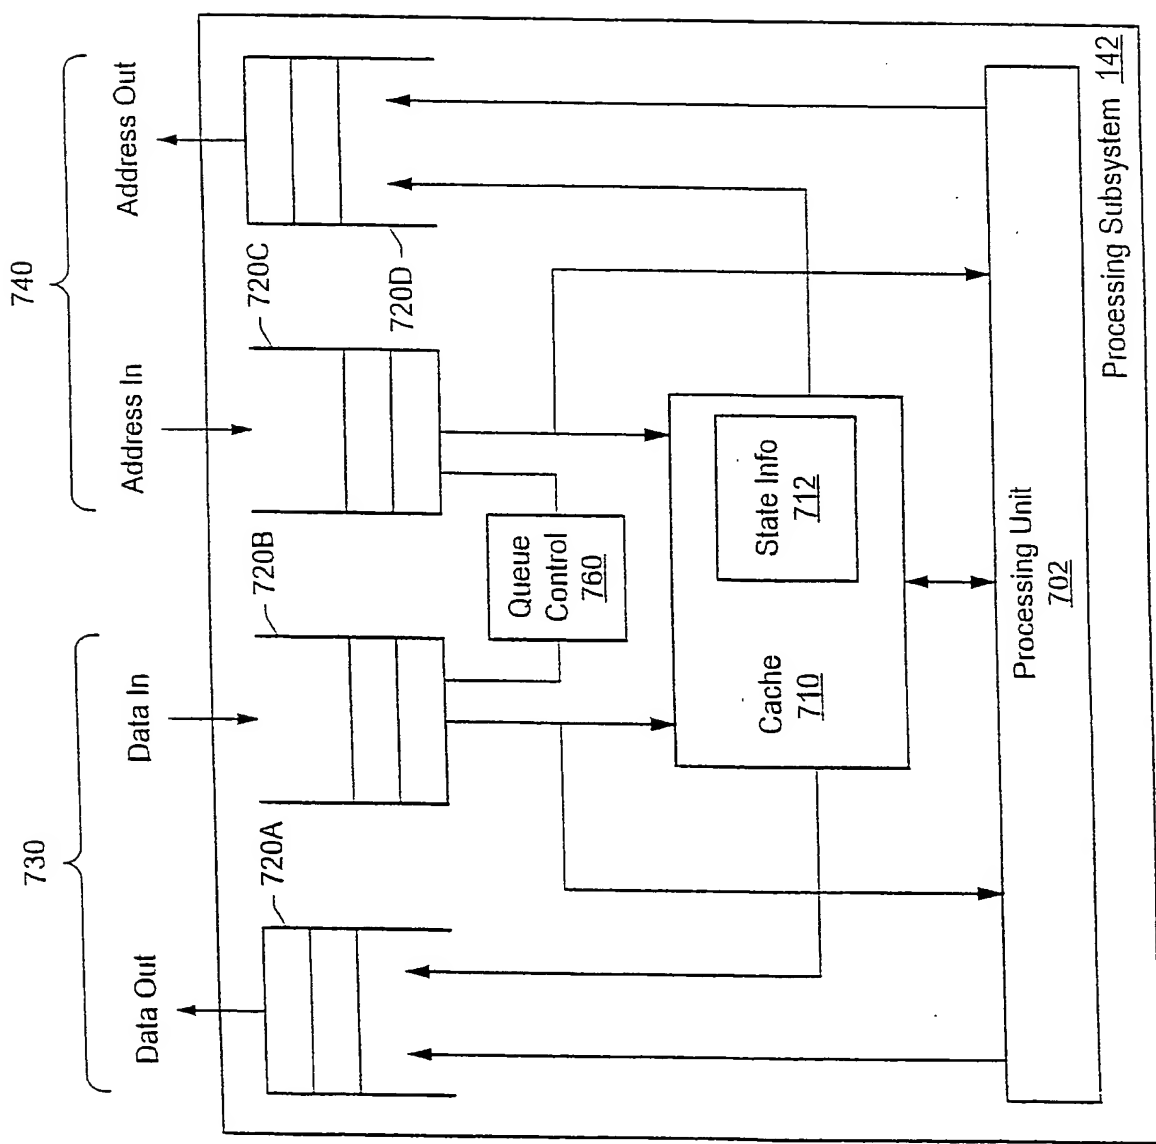 740
Address Out
Address In
720C
720D
730
Data In
Data Out
720B
720A
Queue
Control
760
State Info
712
Cache
710
Processing Unit
702
Processing Subsystem 142